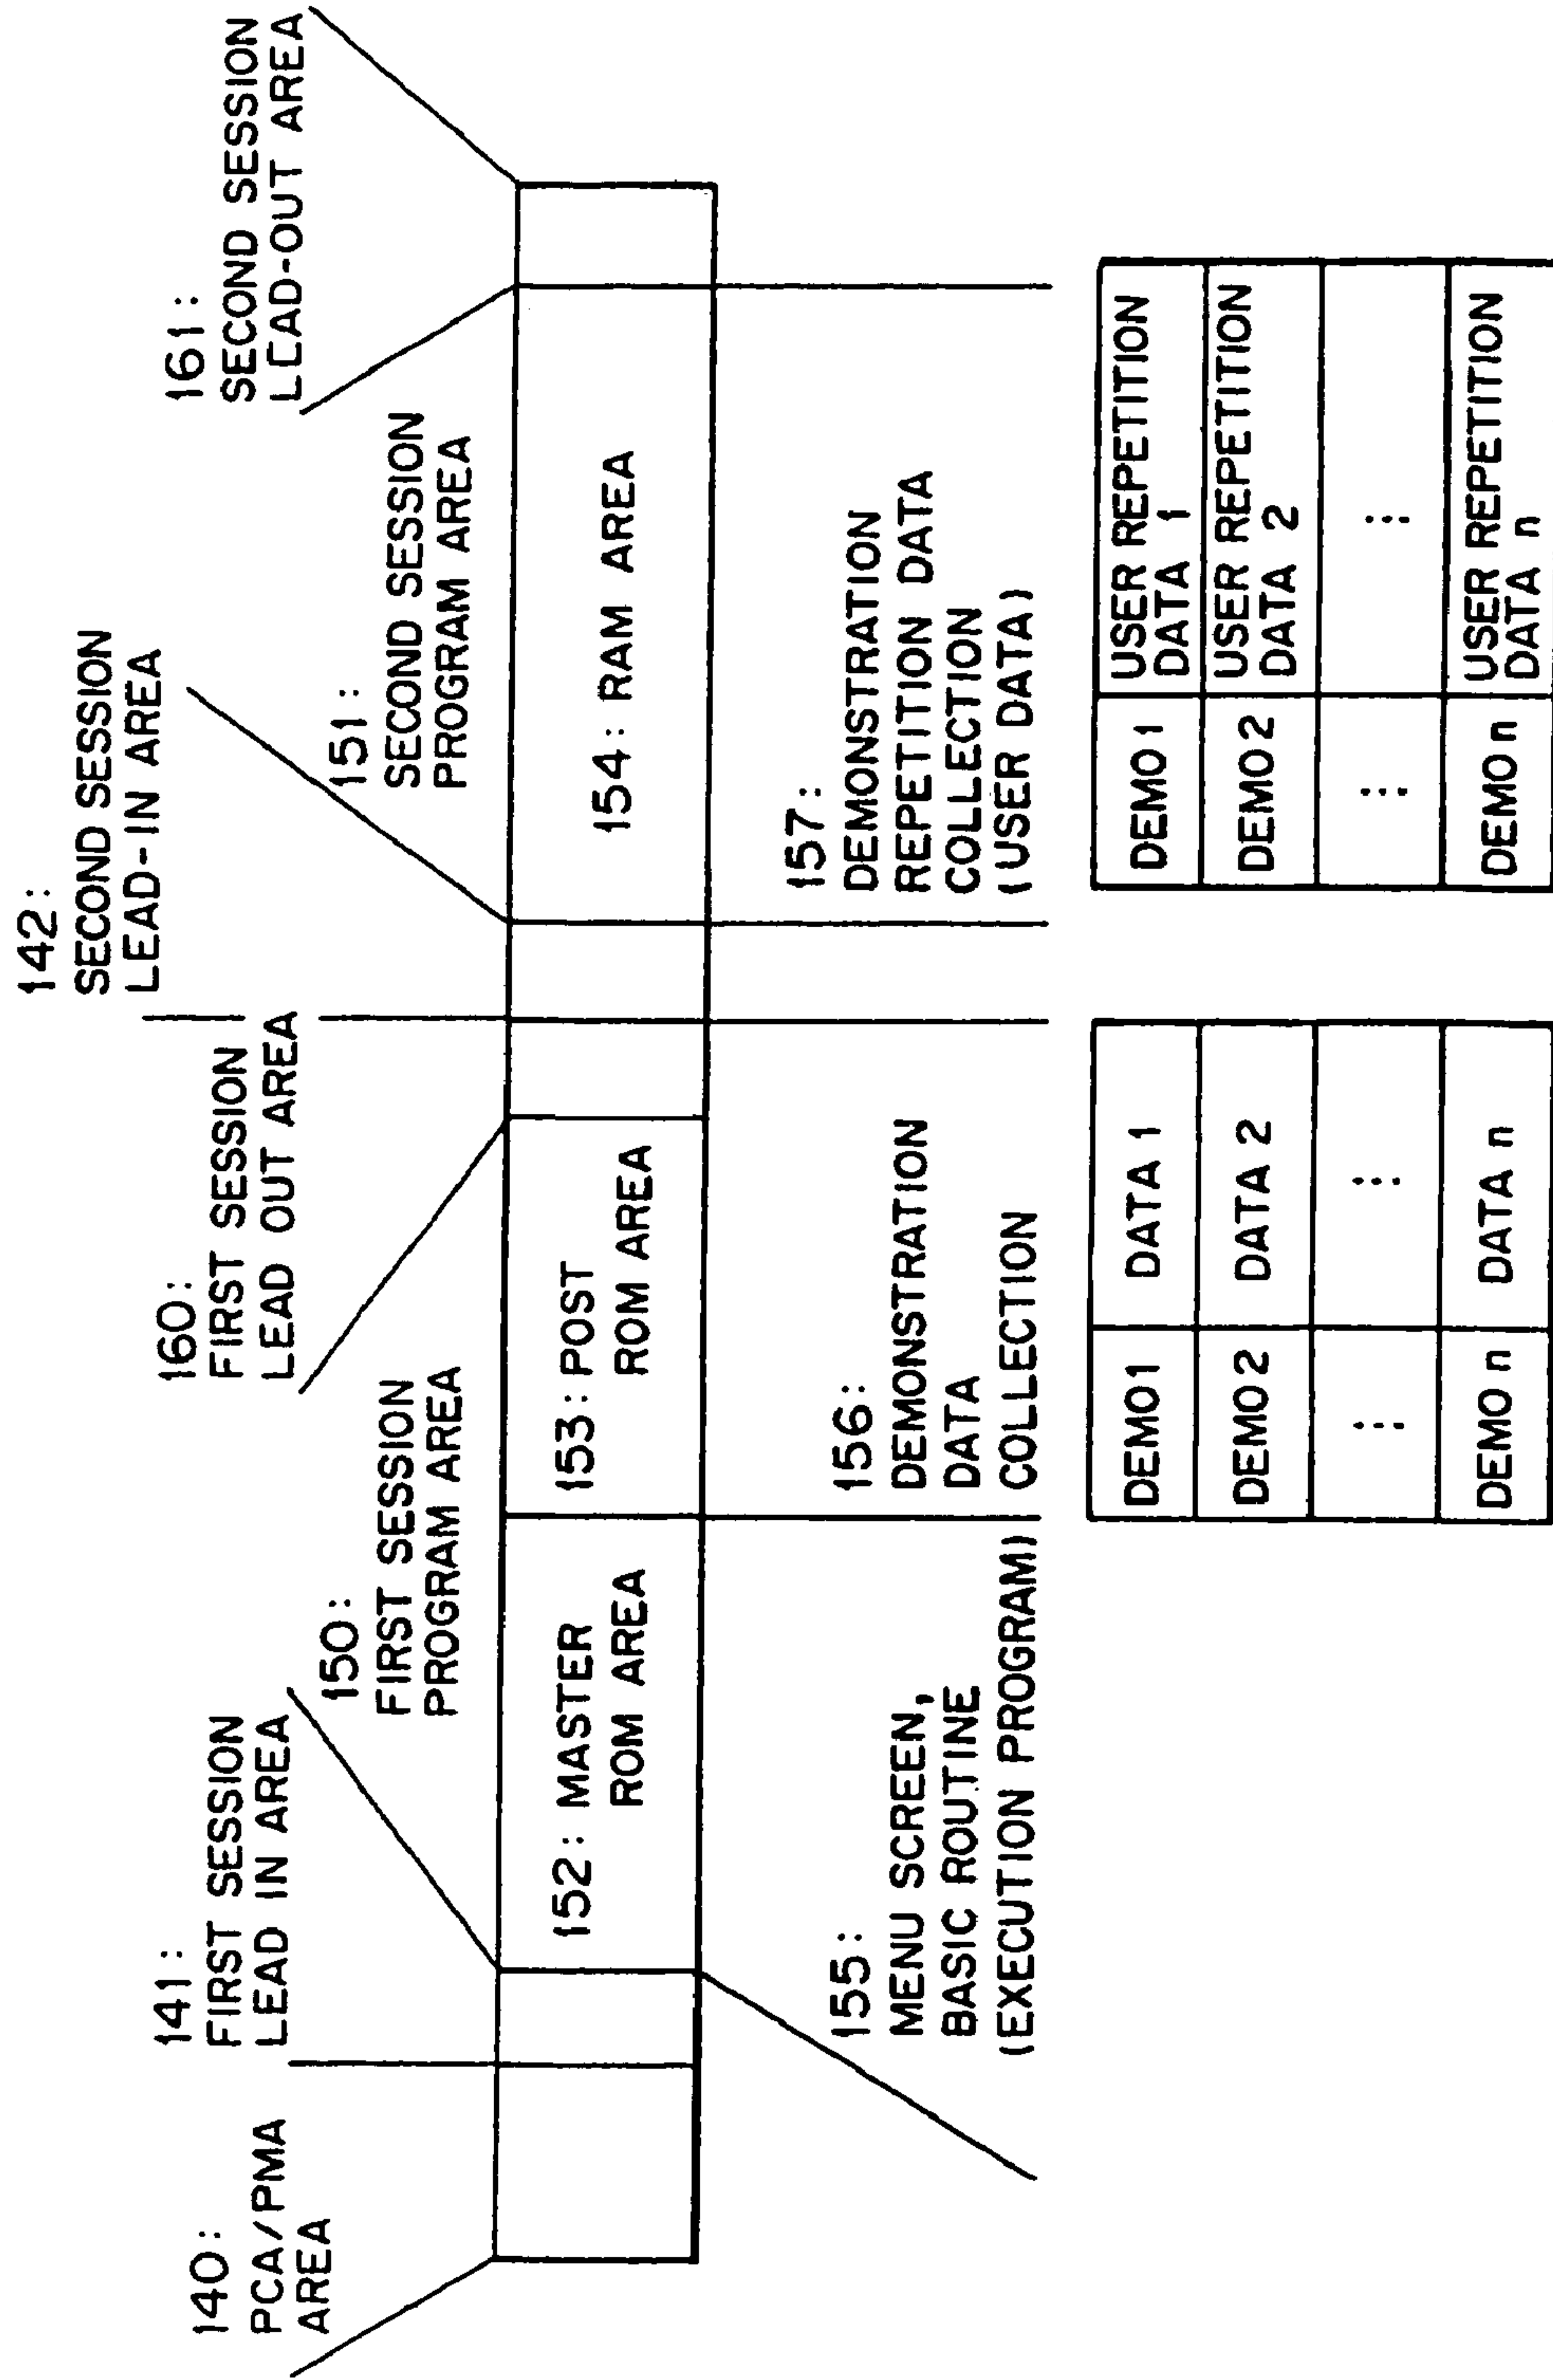 140:
PCA/PMA
AREA
141:
FIRST SESSION
LEAD IN AREA
150:
FIRST SESSION
PROGRAM AREA
160:
FIRST SESSION
LEAD OUT AREA
142:
SECOND SESSION
LEAD-IN AREA
151:
SECOND SESSION
PROGRAM AREA
161:
SECOND SESSION
LEAD-OUT AREA
152: MASTER
ROM AREA
153: POST
ROM AREA
154: RAM AREA
155:
MENU SCREEN,
BASIC ROUTINE
(EXECUTION PROGRAM)
156:
DEMONSTRATION
DATA
COLLECTION
157:
DEMONSTRATION
REPETITION DATA
COLLECTION
(USER DATA)
DEMO1 DATA 1
DEMO2 DATA 2
⋮ ⋮
DEMO n DATA n
DEMO1 USER REPETITION
DATA 1
DEMO2 USER REPETITION
DATA 2
⋮ ⋮
DEMO n USER REPETITION
DATA n